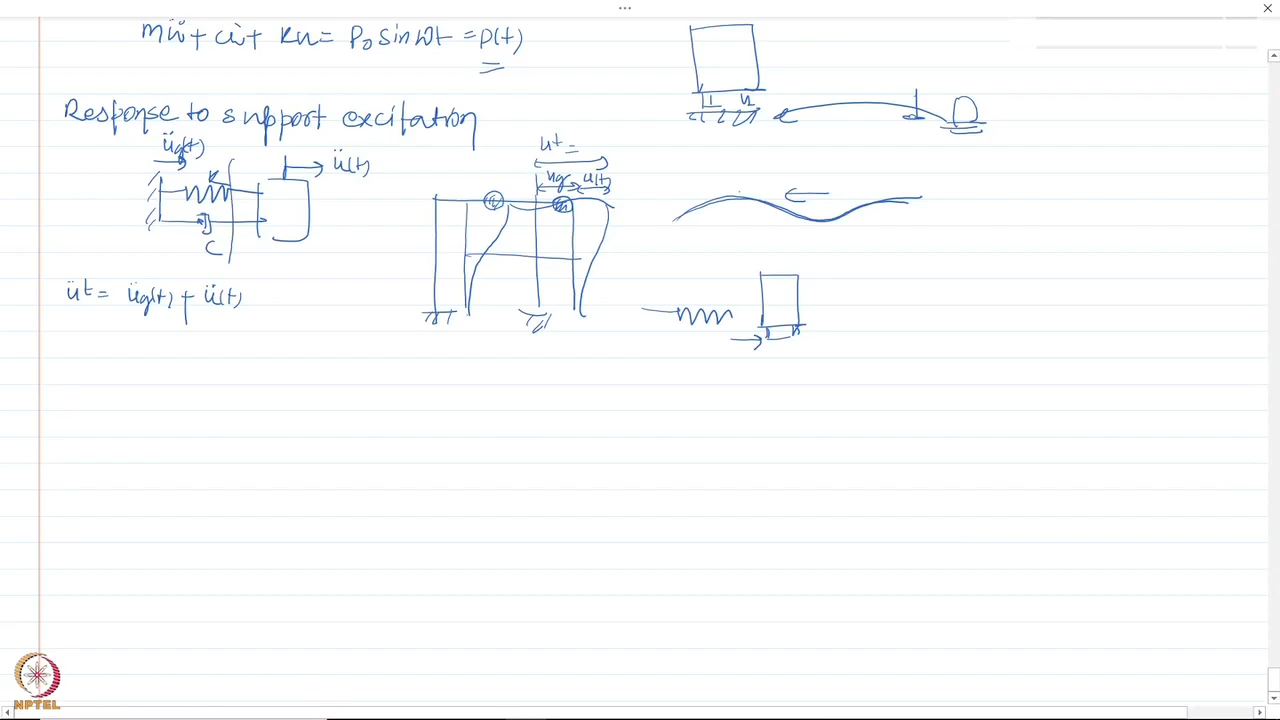 mü + cu̇ + ku = P₀ sin ωt = p(t)
Response to support excitation
üg(t)
K
ü(t)
C
uᵗ =
ug
u(t)
üᵗ = üg(t) + ü(t)
NPTEL